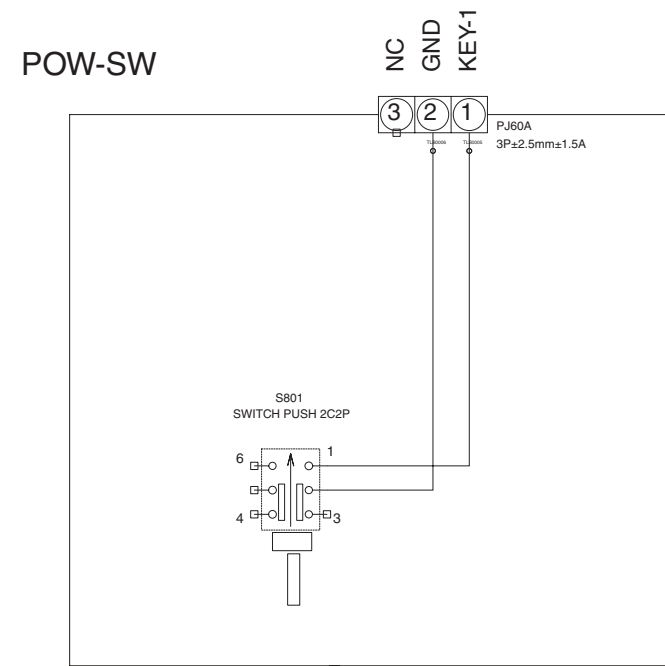 POW-SW
NC
GND
KEY-1
3
2
1
PJ60A
3P±2.5mm±1.5A
S801
SWITCH PUSH 2C2P
6
1
4
3